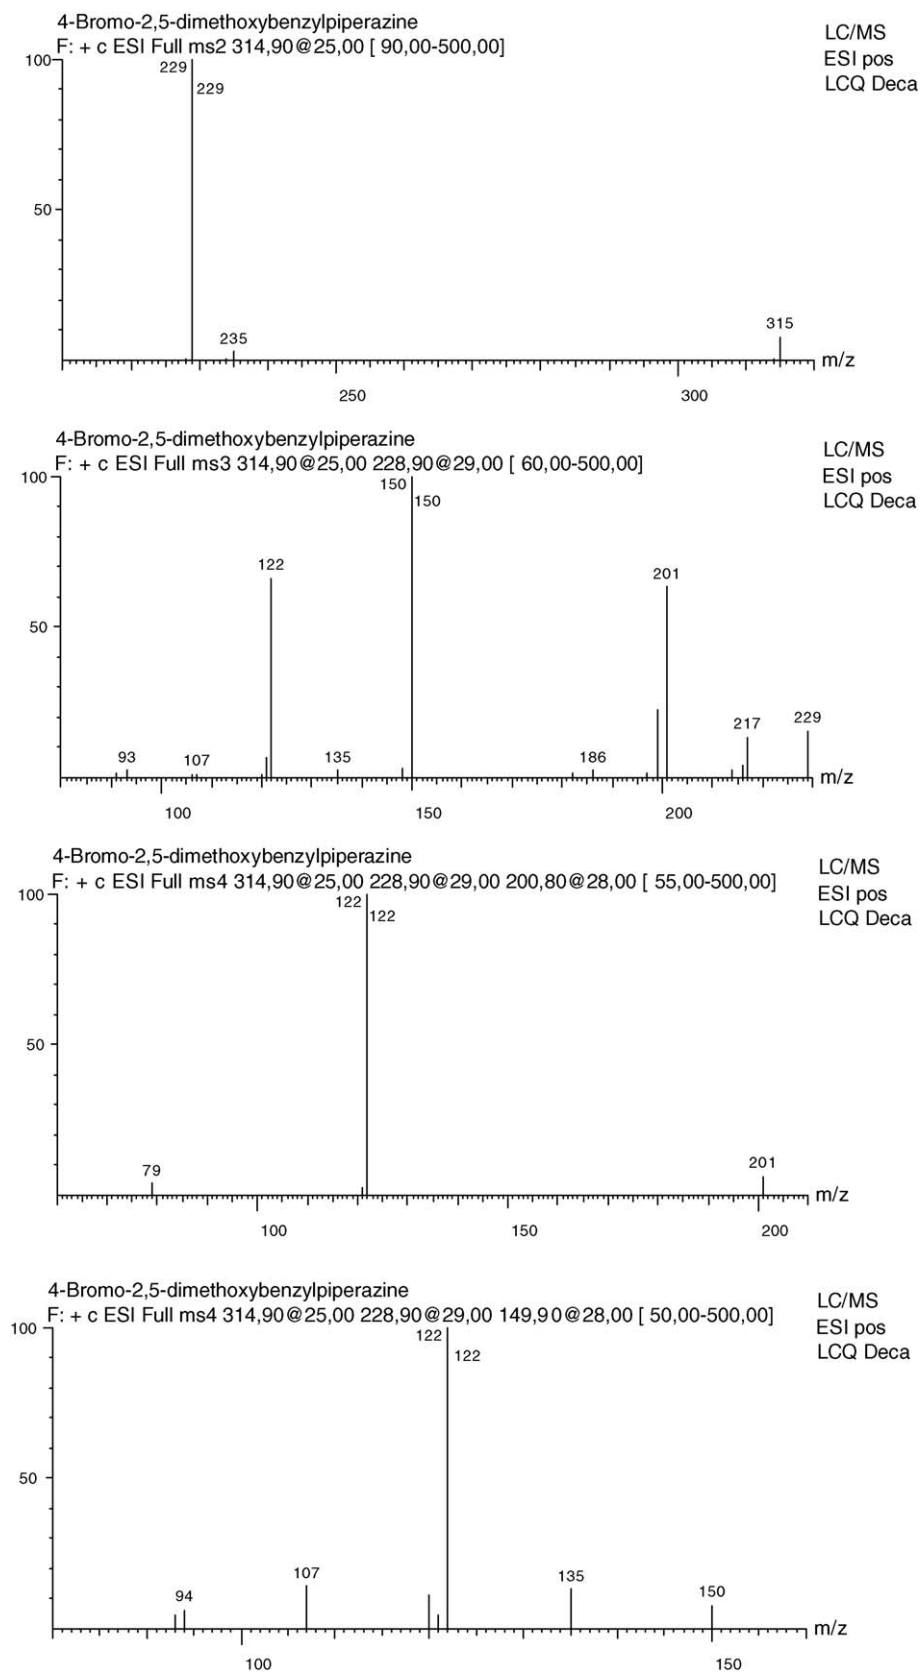 4-Bromo-2,5-dimethoxybenzylpiperazine
F: + c ESI Full ms2 314,90@25,00 [ 90,00-500,00]
LC/MS
ESI pos
LCQ Deca
100
229
229
50
235
315
m/z
250
300
4-Bromo-2,5-dimethoxybenzylpiperazine
F: + c ESI Full ms3 314,90@25,00 228,90@29,00 [ 60,00-500,00]
LC/MS
ESI pos
LCQ Deca
100
150
150
122
201
50
217
229
93
107
135
186
m/z
100
150
200
4-Bromo-2,5-dimethoxybenzylpiperazine
F: + c ESI Full ms4 314,90@25,00 228,90@29,00 200,80@28,00 [ 55,00-500,00]
LC/MS
ESI pos
LCQ Deca
100
122
122
50
79
201
m/z
100
150
200
4-Bromo-2,5-dimethoxybenzylpiperazine
F: + c ESI Full ms4 314,90@25,00 228,90@29,00 149,90@28,00 [ 50,00-500,00]
LC/MS
ESI pos
LCQ Deca
100
122
122
50
94
107
135
150
m/z
100
150